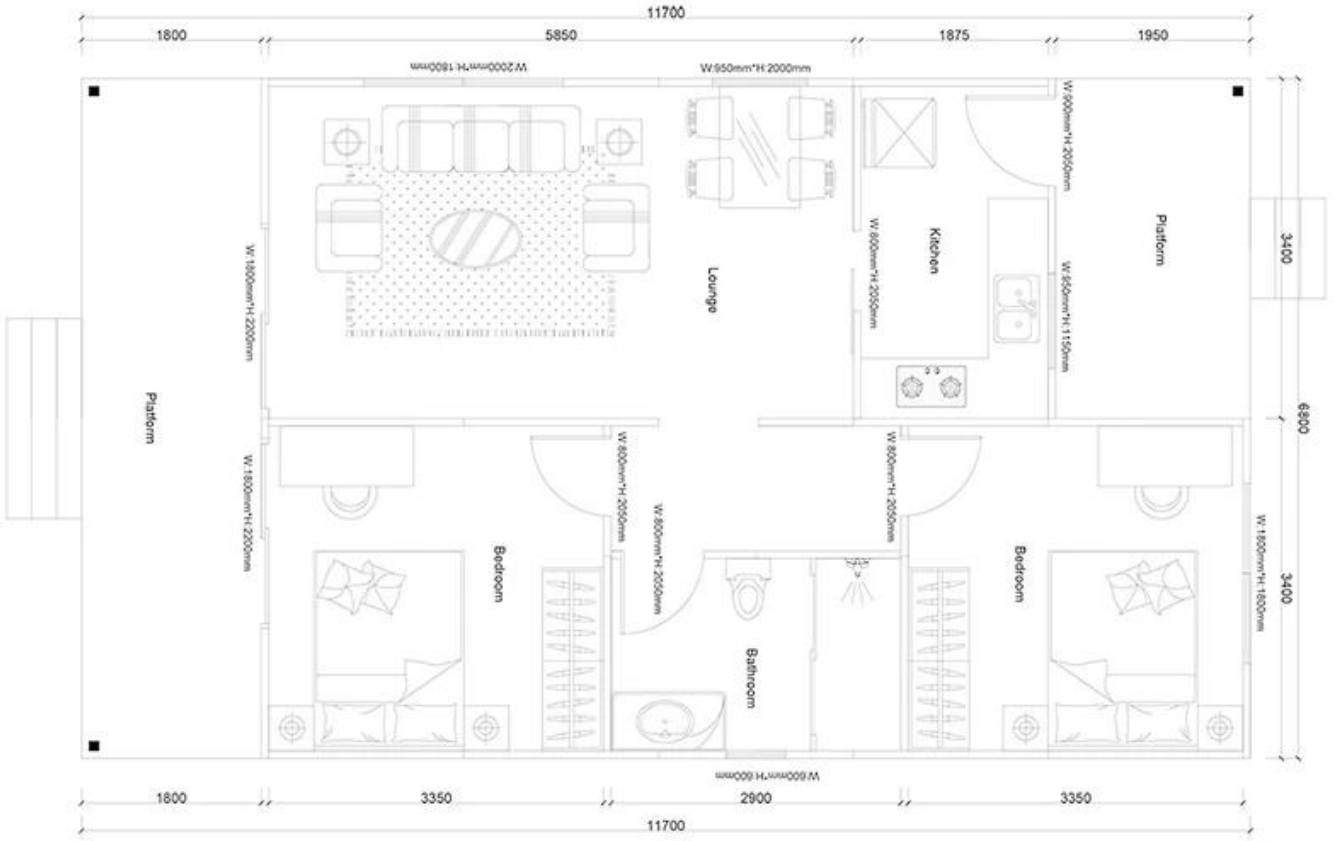 11700
1800
5850
1875
1950
W:2000mm*H:1800mm
W:950mm*H:2000mm
W:900mm*H:2050mm
Platform
3400
Kitchen
W:800mm*H:2050mm
W:950mm*H:1150mm
Lounge
W:1800mm*H:2200mm
Platform
6800
W:1800mm*H:2200mm
W:800mm*H:2050mm
W:800mm*H:2050mm
W:800mm*H:2050mm
W:1800mm*H:1800mm
Bedroom
Bedroom
3400
Bathroom
W:600mm*H:600mm
1800
3350
2900
3350
11700